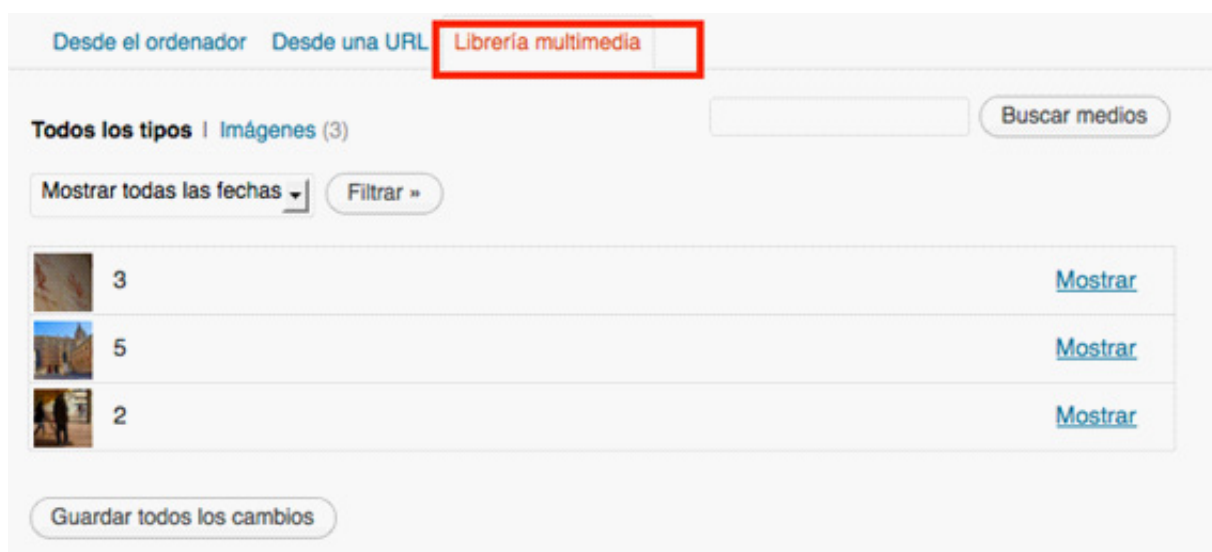 Desde el ordenador Desde una URL Librería multimedia
Todos los tipos | Imágenes (3)
Buscar medios
Mostrar todas las fechas Filtrar »
3 Mostrar
5 Mostrar
2 Mostrar
Guardar todos los cambios